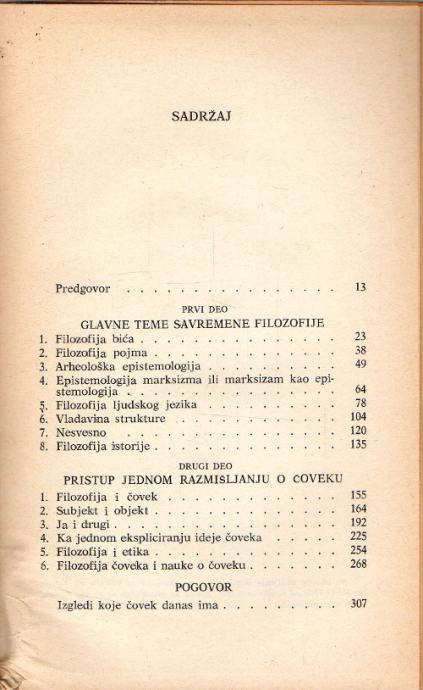 SADRŽAJ
Predgovor . . . . . . . . . . . . . . . 13
PRVI DEO
GLAVNE TEME SAVREMENE FILOZOFIJE
1. Filozofija bića . . . . . . . . . . . . . 23
2. Filozofija pojma . . . . . . . . . . . . 38
3. Arheološka epistemologija . . . . . . . . 49
4. Epistemologija marksizma ili marksizam kao epi-
stemologija . . . . . . . . . . . . . . 64
5. Filozofija ljudskog jezika . . . . . . . . 78
6. Vladavina strukture . . . . . . . . . . 104
7. Nesvesno . . . . . . . . . . . . . . 120
8. Filozofija istorije . . . . . . . . . . . . 135
DRUGI DEO
PRISTUP JEDNOM RAZMIŠLJANJU O ČOVEKU
1. Filozofija i čovek . . . . . . . . . . . 155
2. Subjekt i objekt . . . . . . . . . . . . 164
3. Ja i drugi . . . . . . . . . . . . . . 192
4. Ka jednom ekspliciranju ideje čoveka . . . . 225
5. Filozofija i etika . . . . . . . . . . . . 254
6. Filozofija čoveka i nauke o čoveku . . . . . 268
POGOVOR
Izgledi koje čovek danas ima . . . . . . . . 307